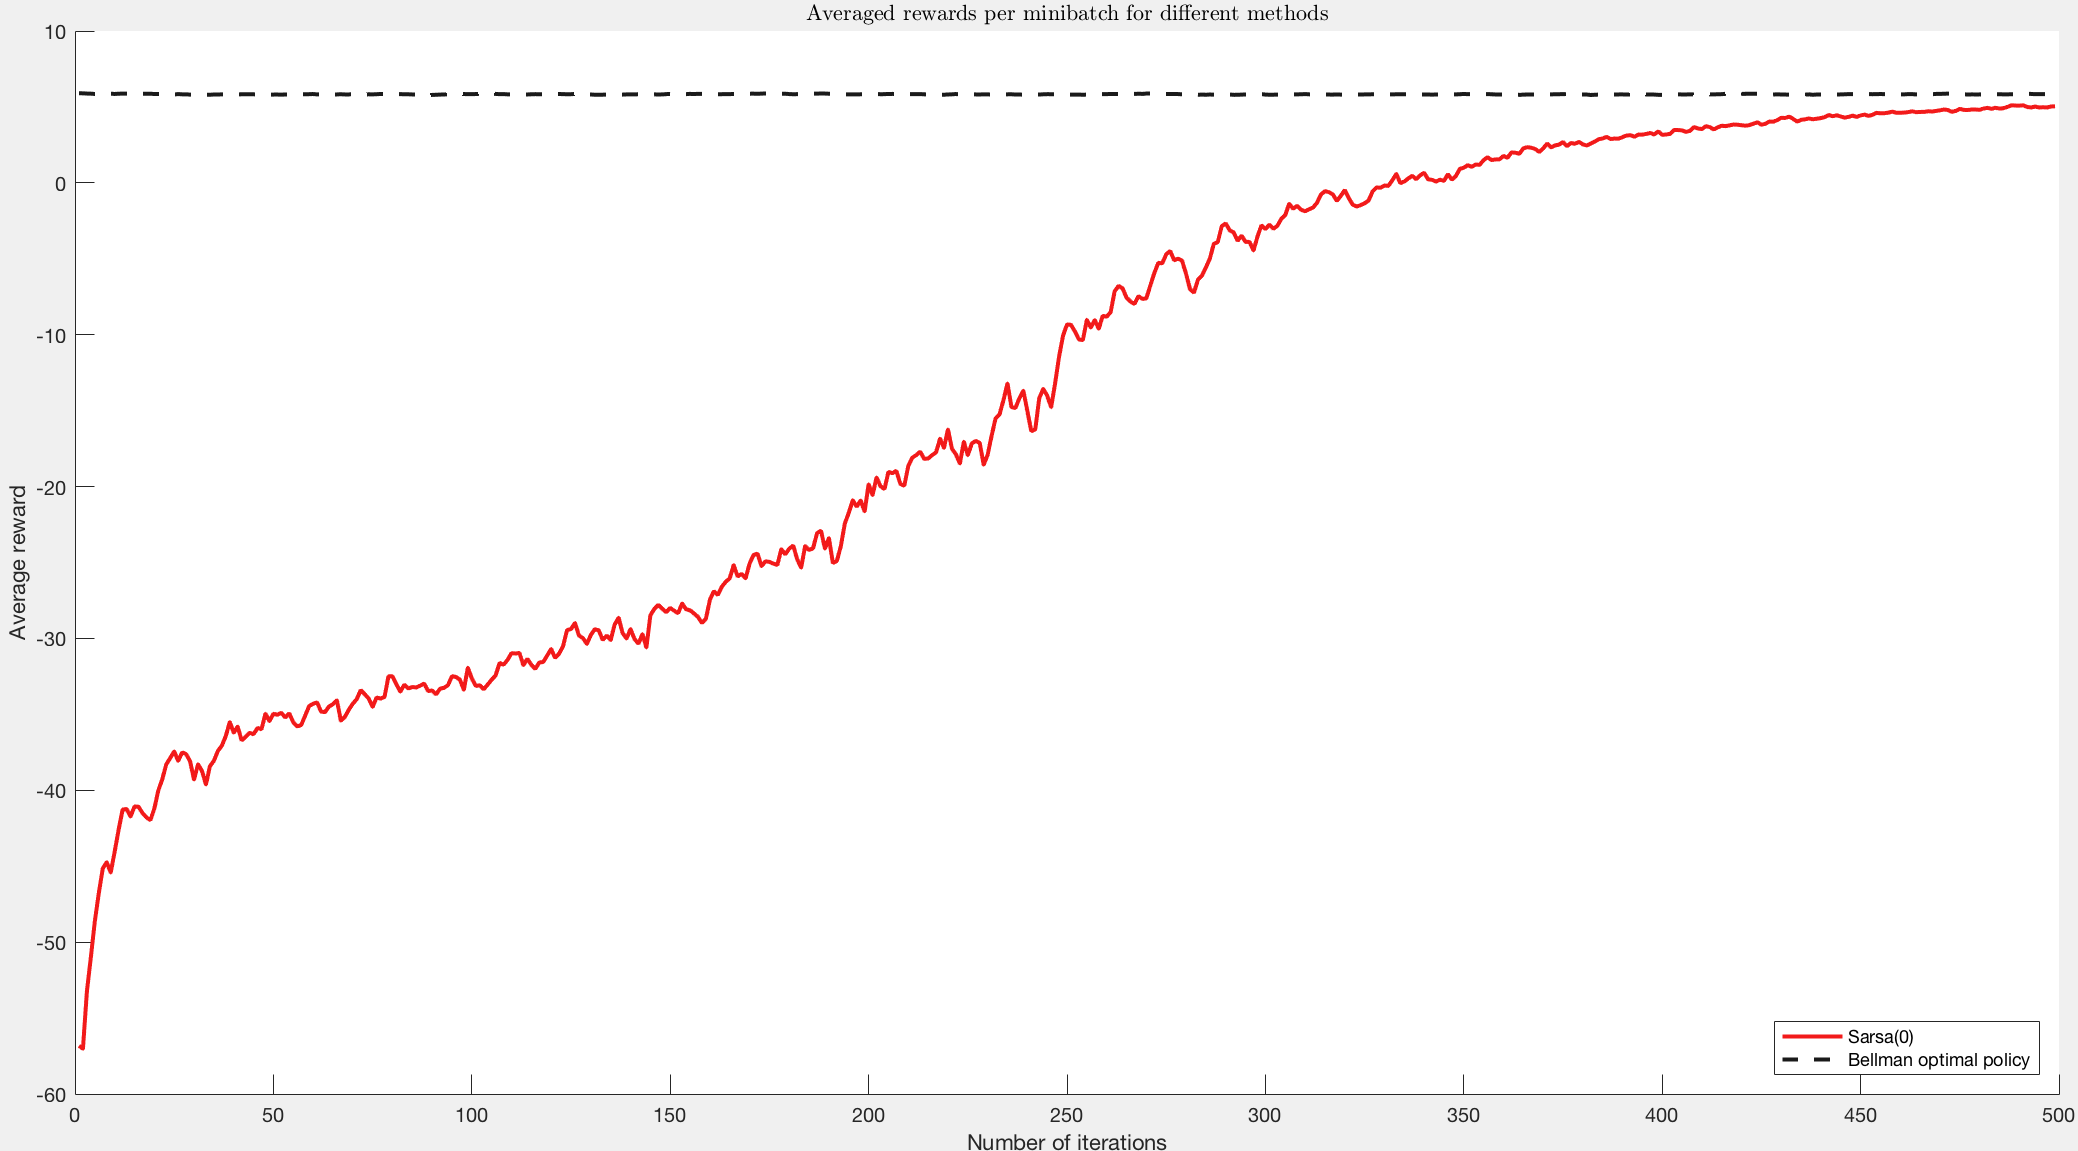 Averaged rewards per minibatch for different methods
10
0
-10
-20
-30
-40
-50
-60
Average reward
Sarsa(0)
Bellman optimal policy
0 50 100 150 200 250 300 350 400 450 500
Number of iterations